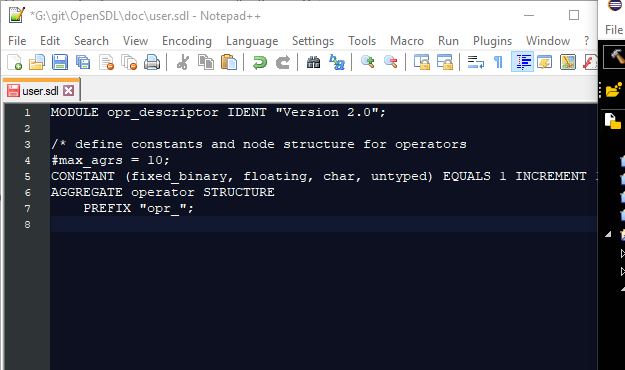 *G:\git\OpenSDL\doc\user.sdl - Notepad++
File Edit Search View Encoding Language Settings Tools Macro Run Plugins Window ?
File
user.sdl
1 MODULE opr_descriptor IDENT "Version 2.0";
2
3 /* define constants and node structure for operators
4 #max_agrs = 10;
5 CONSTANT (fixed_binary, floating, char, untyped) EQUALS 1 INCREMENT
6 AGGREGATE operator STRUCTURE
7 PREFIX "opr_";
8